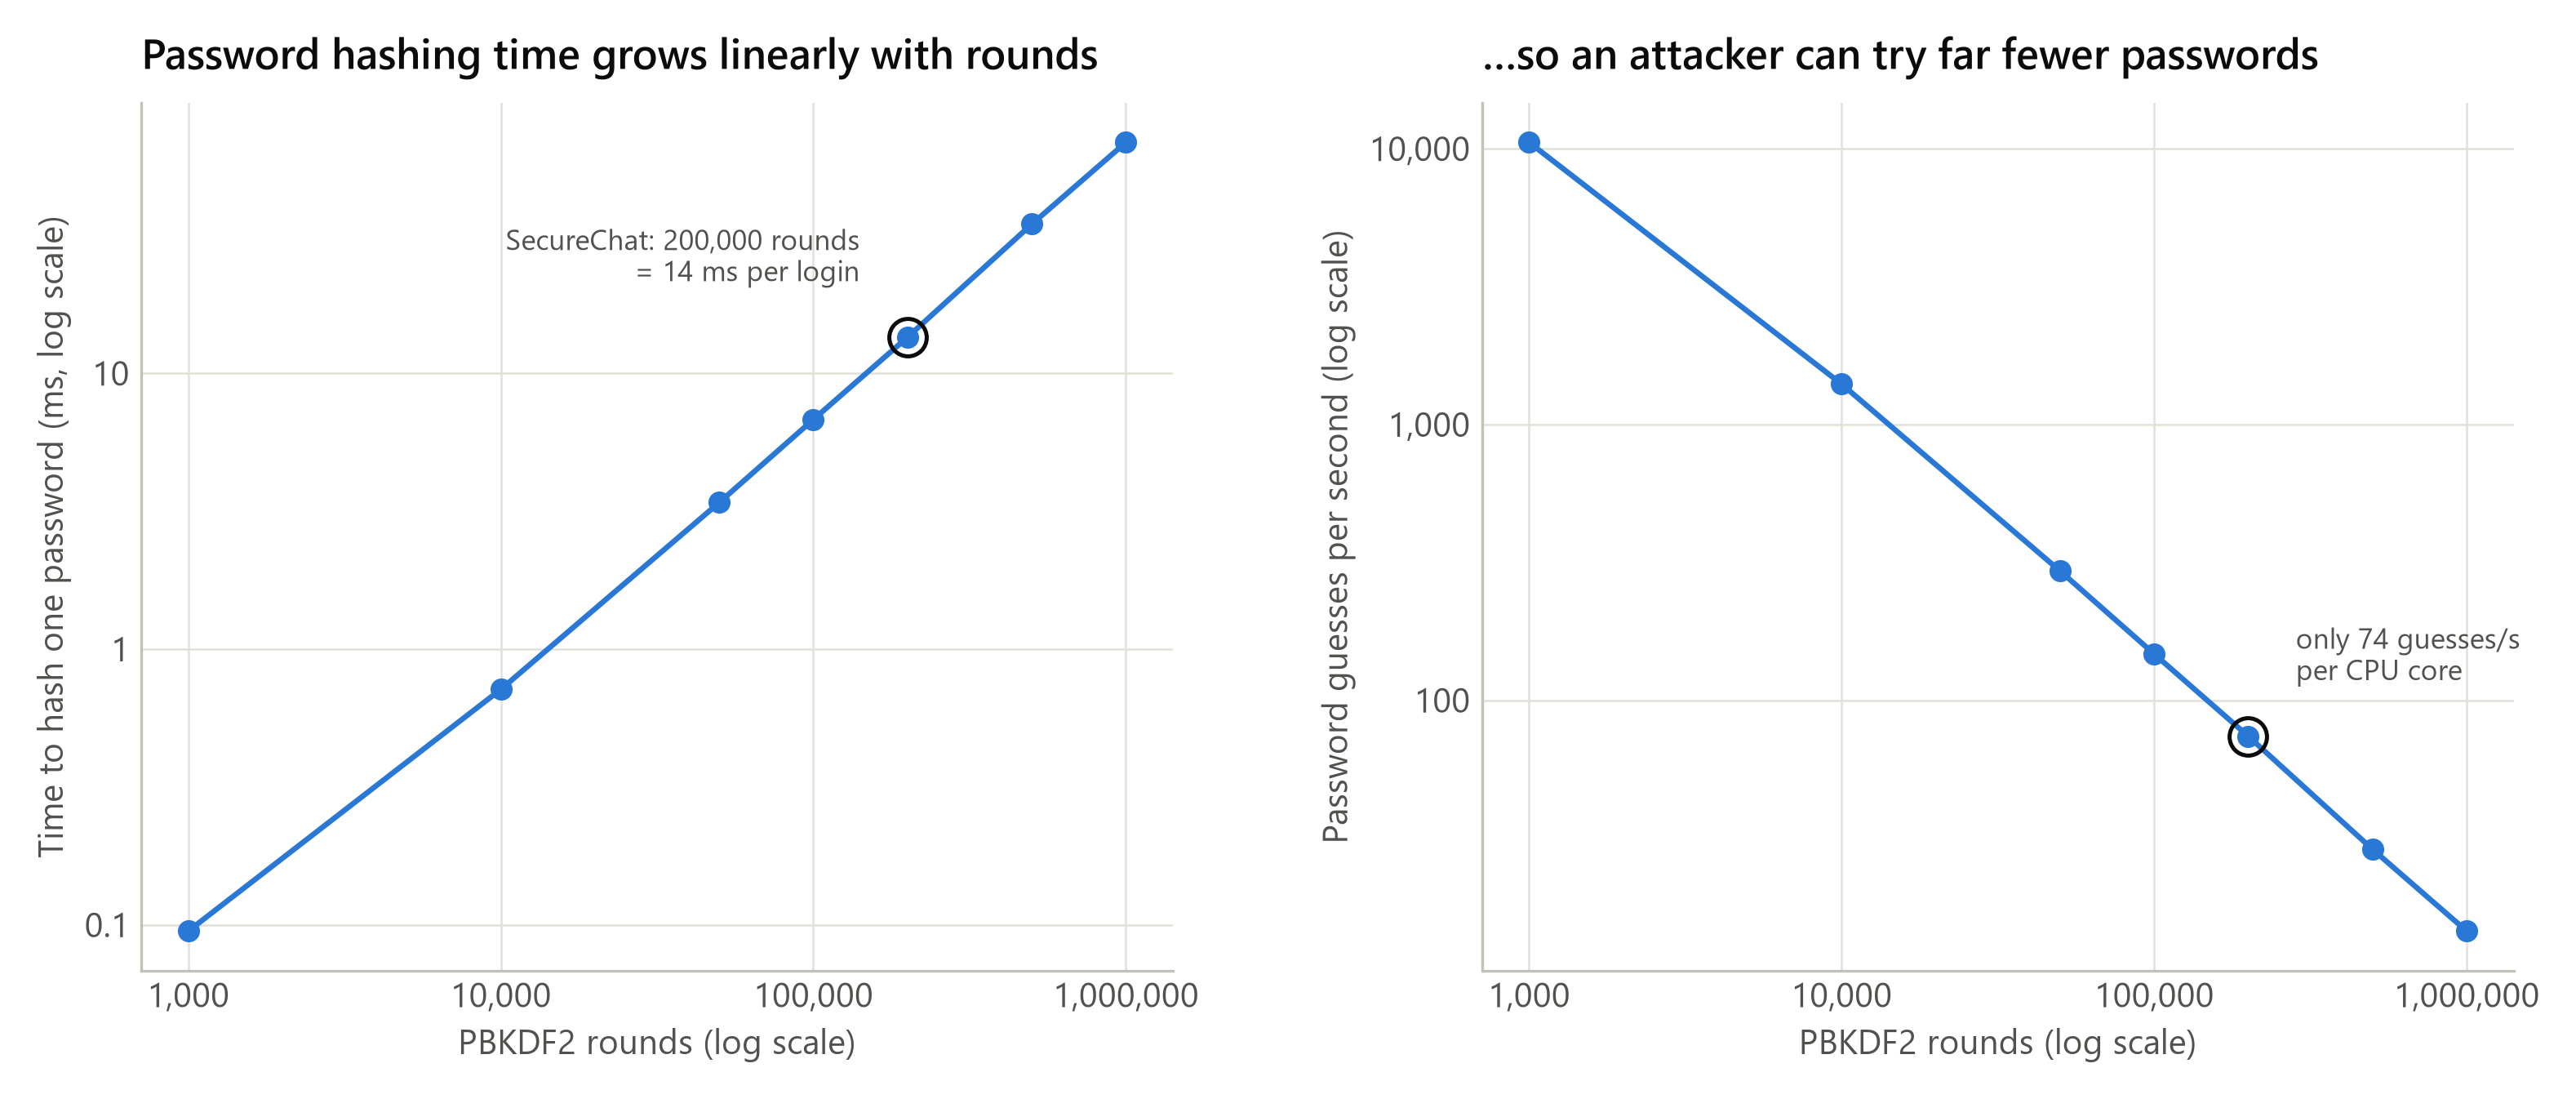 Password hashing time grows linearly with rounds
Time to hash one password (ms, log scale)
10
1
0.1
SecureChat: 200,000 rounds
= 14 ms per login
1,000
10,000
100,000
1,000,000
PBKDF2 rounds (log scale)
...so an attacker can try far fewer passwords
Password guesses per second (log scale)
10,000
1,000
100
only 74 guesses/s
per CPU core
1,000
10,000
100,000
1,000,000
PBKDF2 rounds (log scale)